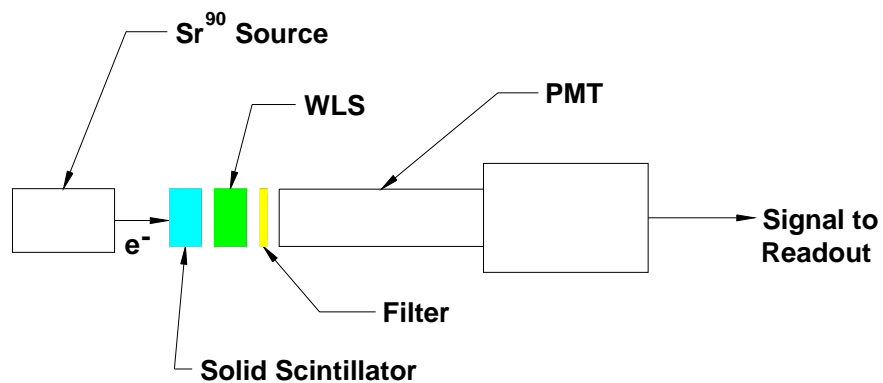 Sr⁹⁰ Source
WLS
PMT
e⁻
Signal to
Readout
Filter
Solid Scintillator